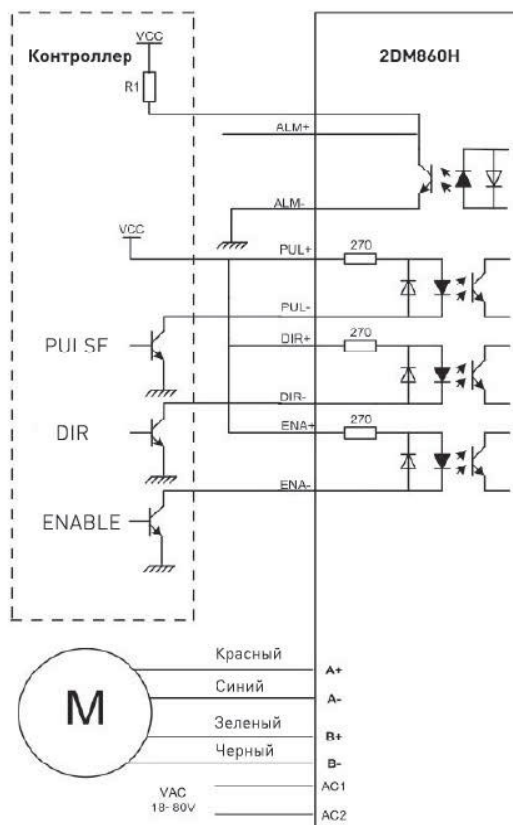 VCC
Контроллер
2DM860H
R1
ALM+
ALM-
VCC
PUL+
270
PUL-
PULSE
DIR+
270
DIR-
DIR
ENA+
270
ENA-
ENABLE
M
Красный
A+
Синий
A-
Зеленый
B+
Черный
B-
VAC
18-80V
AC1
AC2